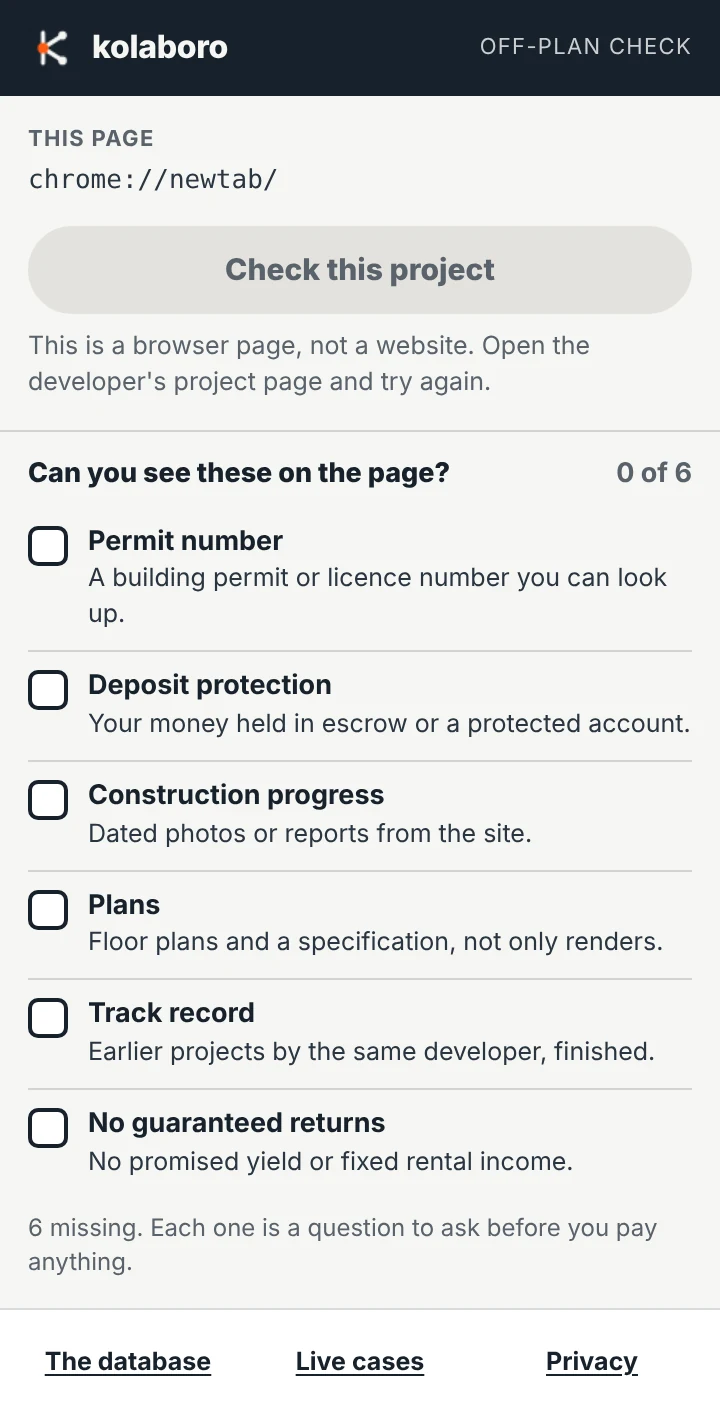 kolaboro
OFF-PLAN CHECK
THIS PAGE
chrome://newtab/
Check this project
This is a browser page, not a website. Open the
developer's project page and try again.
Can you see these on the page?
0 of 6
Permit number
A building permit or licence number you can look
up.
Deposit protection
Your money held in escrow or a protected account.
Construction progress
Dated photos or reports from the site.
Plans
Floor plans and a specification, not only renders.
Track record
Earlier projects by the same developer, finished.
No guaranteed returns
No promised yield or fixed rental income.
6 missing. Each one is a question to ask before you pay
anything.
The database
Live cases
Privacy